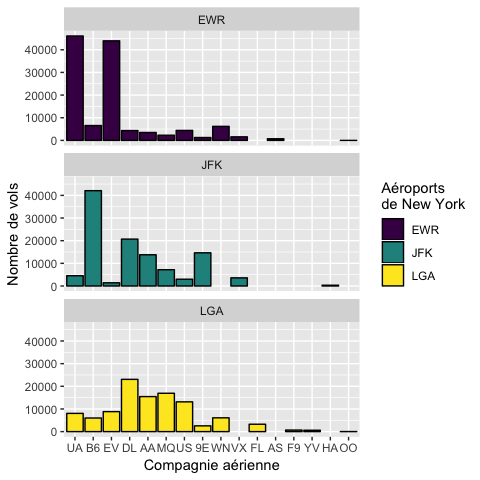 EWR
40000
30000
20000
10000
0
JFK
40000
30000
20000
10000
0
LGA
40000
30000
20000
10000
0
UA B6 EV DL AA MQ US 9E WN VX FL AS F9 YV HA OO
Compagnie aérienne
Nombre de vols
Aéroports
de New York
EWR
JFK
LGA